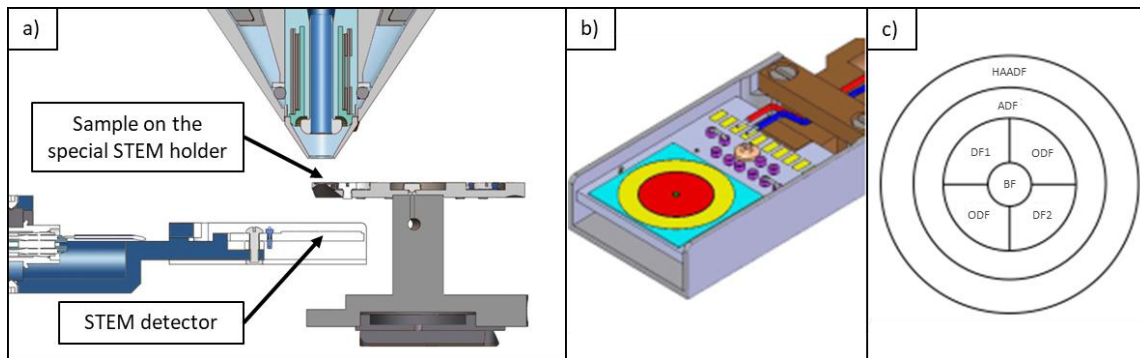 a)
Sample on the
special STEM holder
STEM detector
b)
c)
HAADF
ADF
DF1
ODF
BF
ODF
DF2